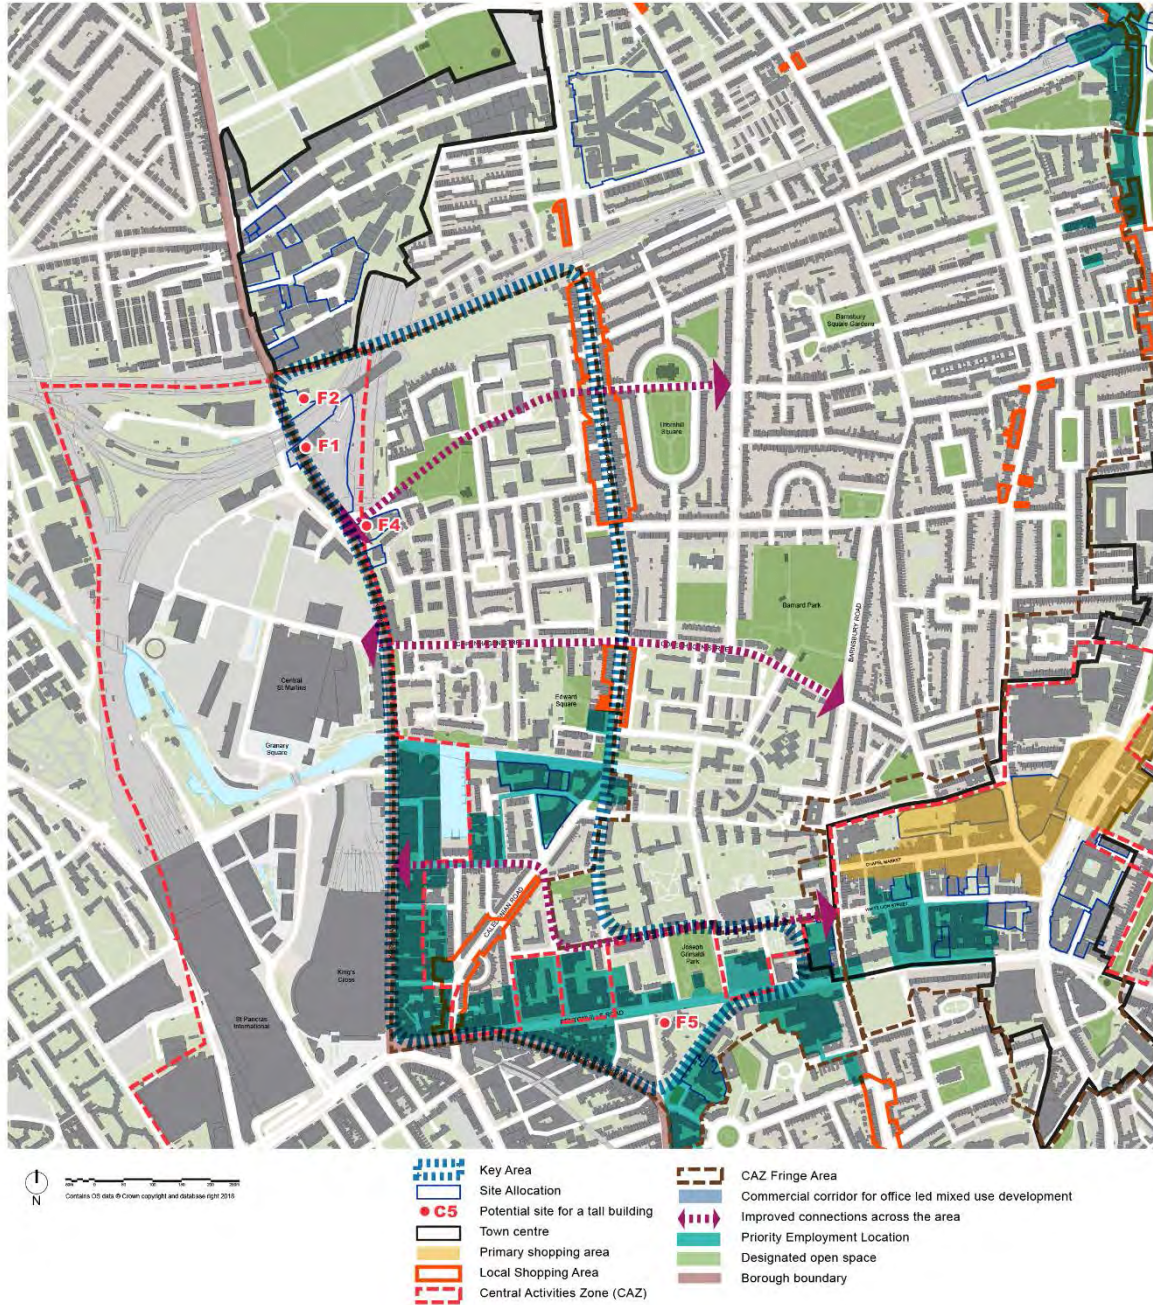 Barnsbury
Square Gardens
F2
Thornhill
Square
F1
F4
Barnard Park
BARNSBURY ROAD
Central
St Martins
Edward
Square
Granary
Square
CHAPEL MARKET
CALEDONIAN ROAD
WHITE LION STREET
Joseph
Grimaldi
Park
King's
Cross
St Pancras
International
F5
Key Area
Site Allocation
C5 Potential site for a tall building
Town centre
Primary shopping area
Local Shopping Area
Central Activities Zone (CAZ)
CAZ Fringe Area
Commercial corridor for office led mixed use development
Improved connections across the area
Priority Employment Location
Designated open space
Borough boundary
N
Contains OS data © Crown copyright and database right 2018